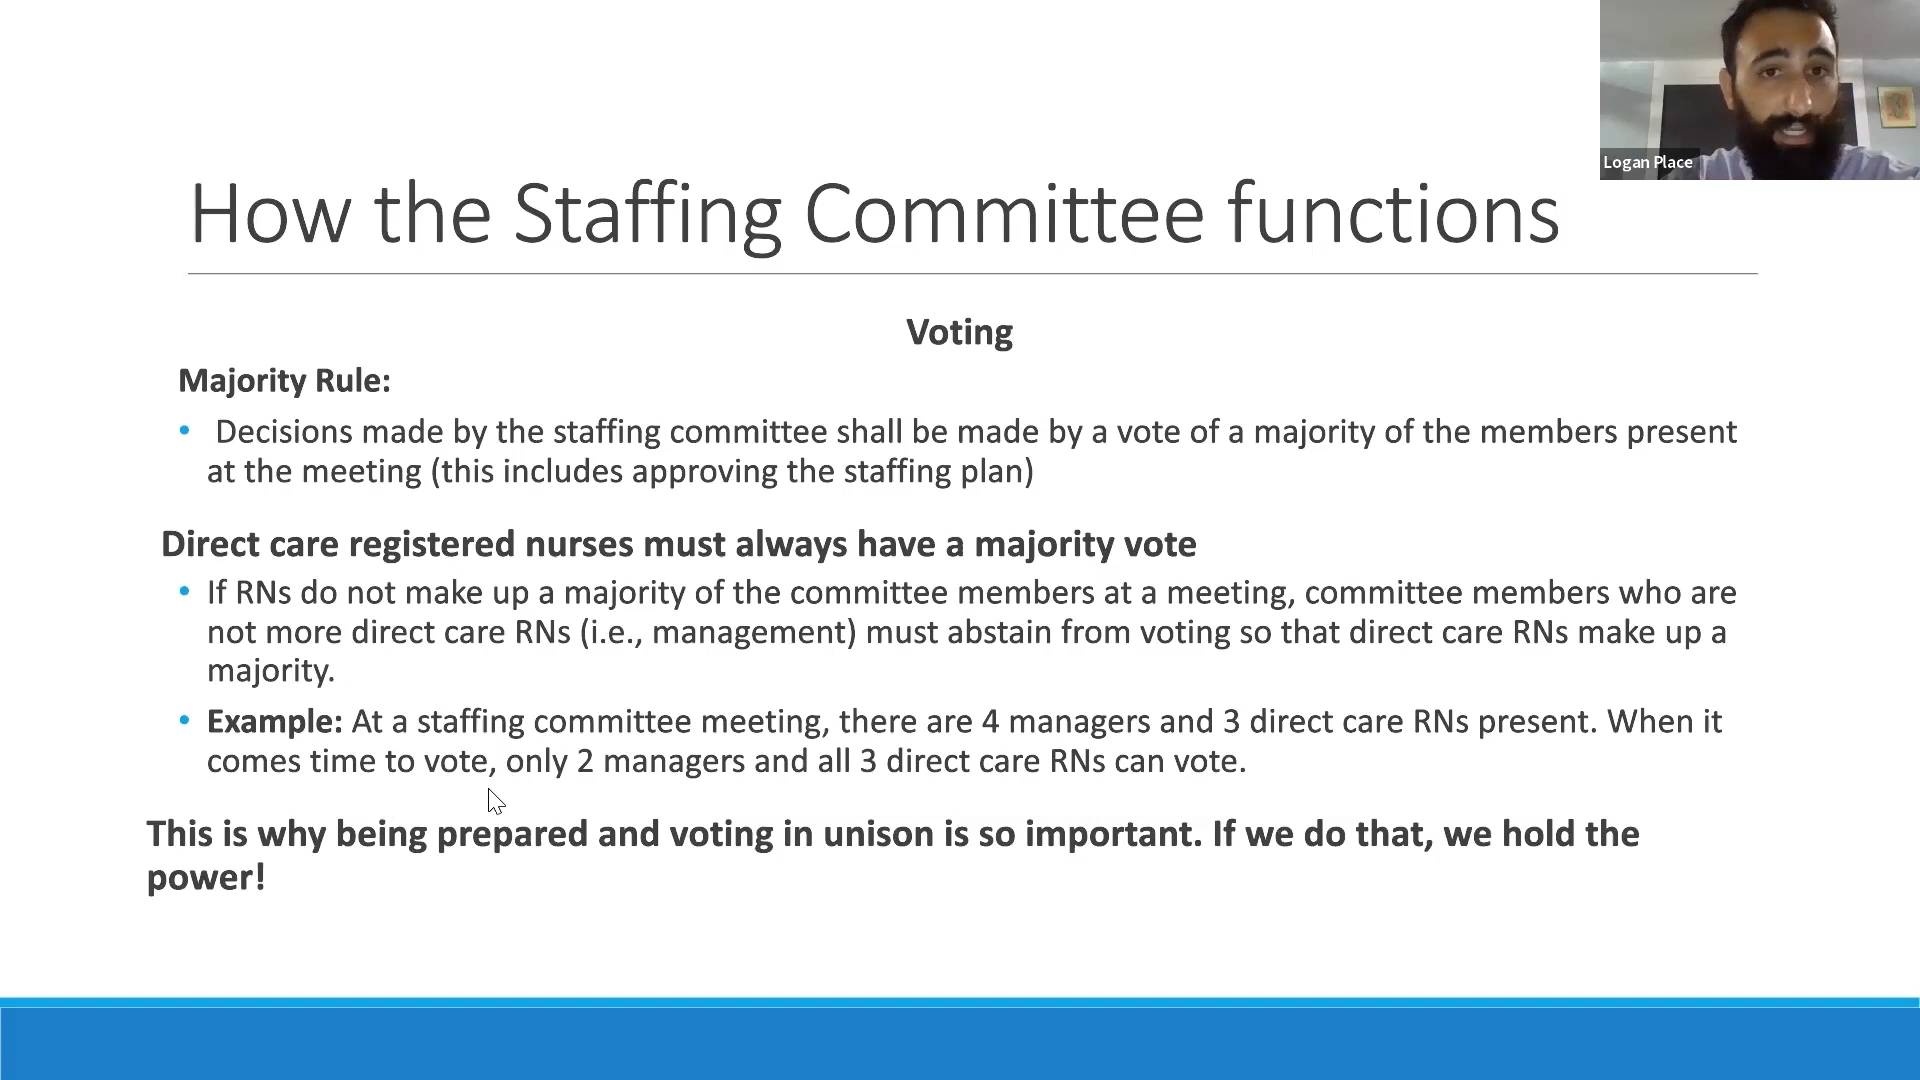 Logan Place
How the Staffing Committee functions
Voting
Majority Rule:
• Decisions made by the staffing committee shall be made by a vote of a majority of the members present
at the meeting (this includes approving the staffing plan)
Direct care registered nurses must always have a majority vote
• If RNs do not make up a majority of the committee members at a meeting, committee members who are
not more direct care RNs (i.e., management) must abstain from voting so that direct care RNs make up a
majority.
• Example: At a staffing committee meeting, there are 4 managers and 3 direct care RNs present. When it
comes time to vote, only 2 managers and all 3 direct care RNs can vote.
This is why being prepared and voting in unison is so important. If we do that, we hold the
power!